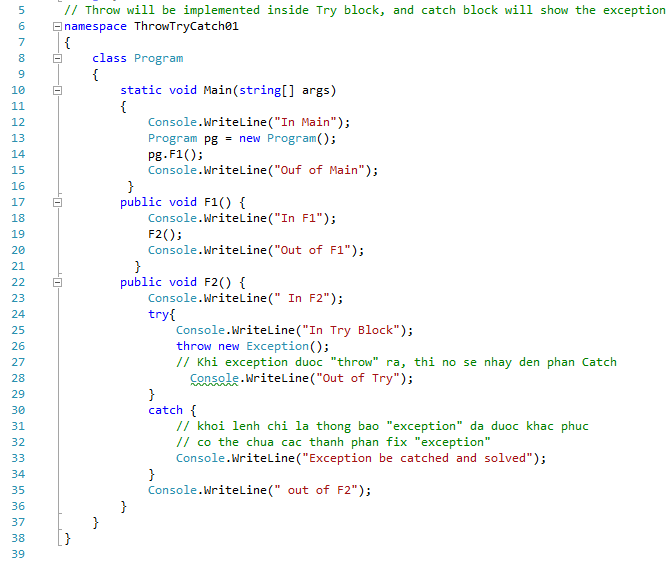 5 // Throw will be implemented inside Try block, and catch block will show the exception
6 namespace ThrowTryCatch01
7 {
8 class Program
9 {
10 static void Main(string[] args)
11 {
12 Console.WriteLine("In Main");
13 Program pg = new Program();
14 pg.F1();
15 Console.WriteLine("Ouf of Main");
16 }
17 public void F1() {
18 Console.WriteLine("In F1");
19 F2();
20 Console.WriteLine("Out of F1");
21 }
22 public void F2() {
23 Console.WriteLine(" In F2");
24 try{
25 Console.WriteLine("In Try Block");
26 throw new Exception();
27 // Khi exception duoc "throw" ra, thi no se nhay den phan Catch
28 Console.WriteLine("Out of Try");
29 }
30 catch {
31 // khoi lenh chi la thong bao "exception" da duoc khac phuc
32 // co the chua cac thanh phan fix "exception"
33 Console.WriteLine("Exception be catched and solved");
34 }
35 Console.WriteLine(" out of F2");
36 }
37 }
38 }
39